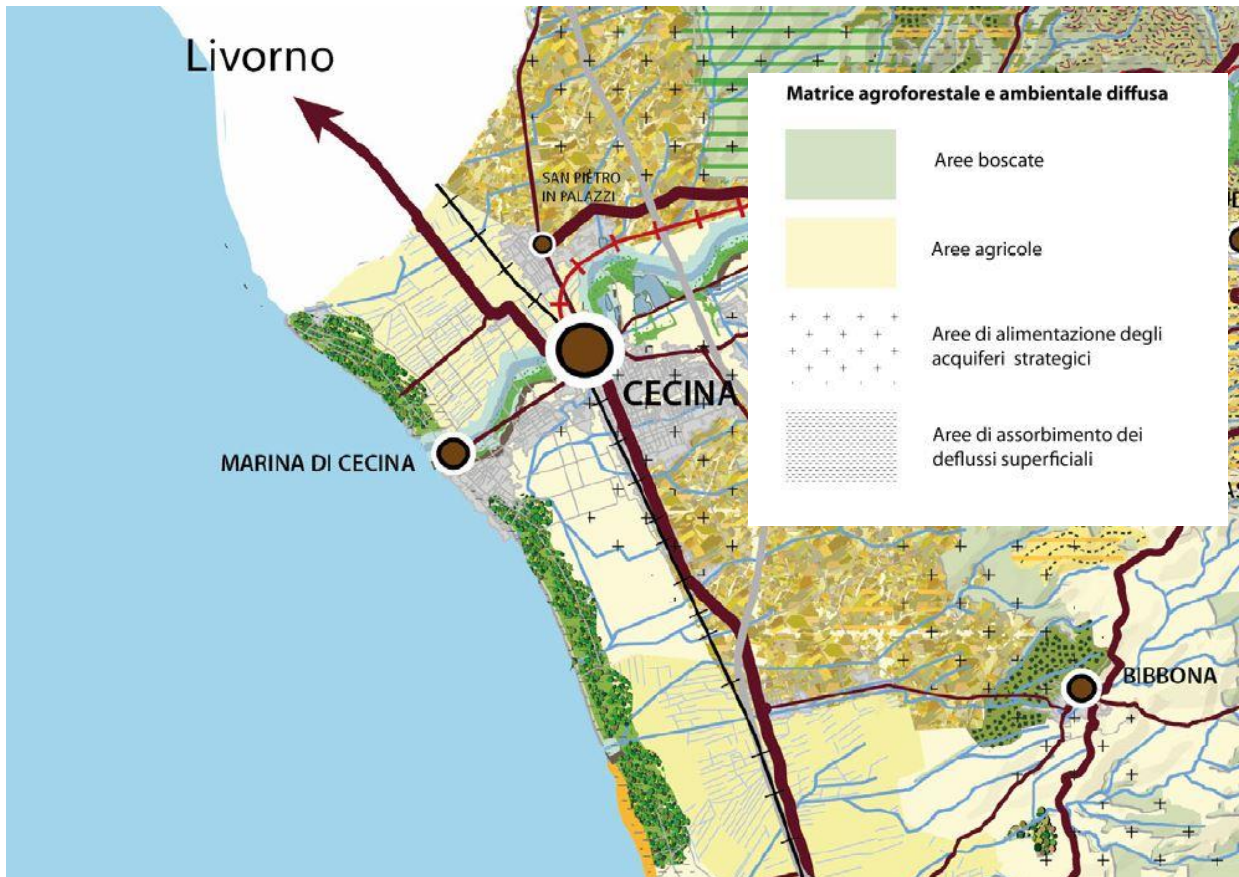 Livorno
SAN PIETRO
IN PALAZZI
CECINA
MARINA DI CECINA
BIBBONA
Matrice agroforestale e ambientale diffusa
Aree boscate
Aree agricole
Aree di alimentazione degli
acquiferi strategici
Aree di assorbimento dei
deflussi superficiali